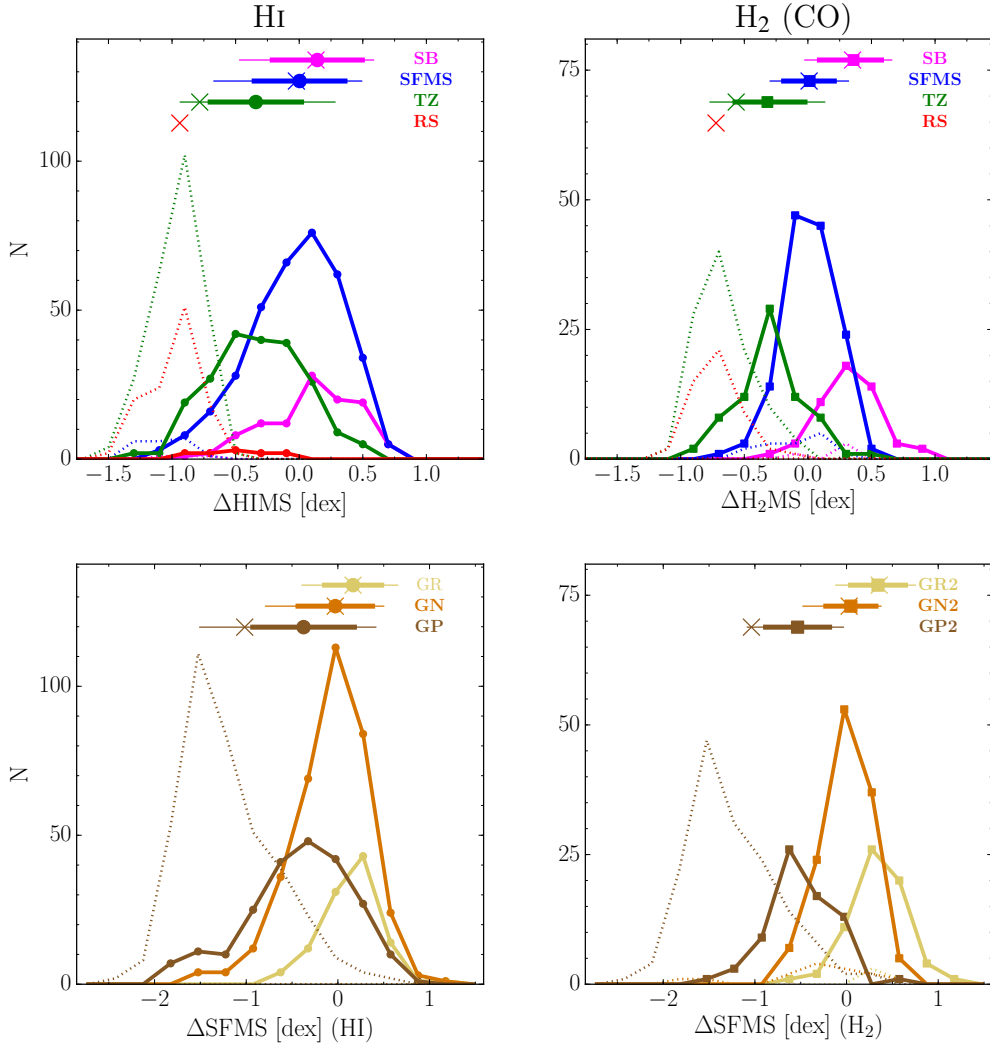 HI
H₂ (CO)
SB
SFMS
TZ
RS
N
0
50
100
−1.5 −1.0 −0.5 0.0 0.5 1.0
ΔHIMS [dex]
SB
SFMS
TZ
RS
0
25
50
75
−1.5 −1.0 −0.5 0.0 0.5 1.0
ΔH₂MS [dex]
GR
GN
GP
N
0
50
100
−2 −1 0 1
ΔSFMS [dex] (HI)
GR2
GN2
GP2
0
25
50
75
−2 −1 0 1
ΔSFMS [dex] (H₂)